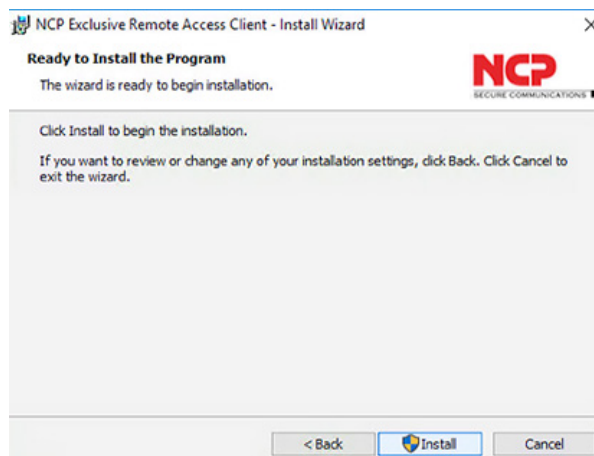 NCP Exclusive Remote Access Client - Install Wizard
Ready to Install the Program
The wizard is ready to begin installation.
NCP
SECURE COMMUNICATIONS
Click Install to begin the installation.
If you want to review or change any of your installation settings, click Back. Click Cancel to
exit the wizard.
< Back
Install
Cancel